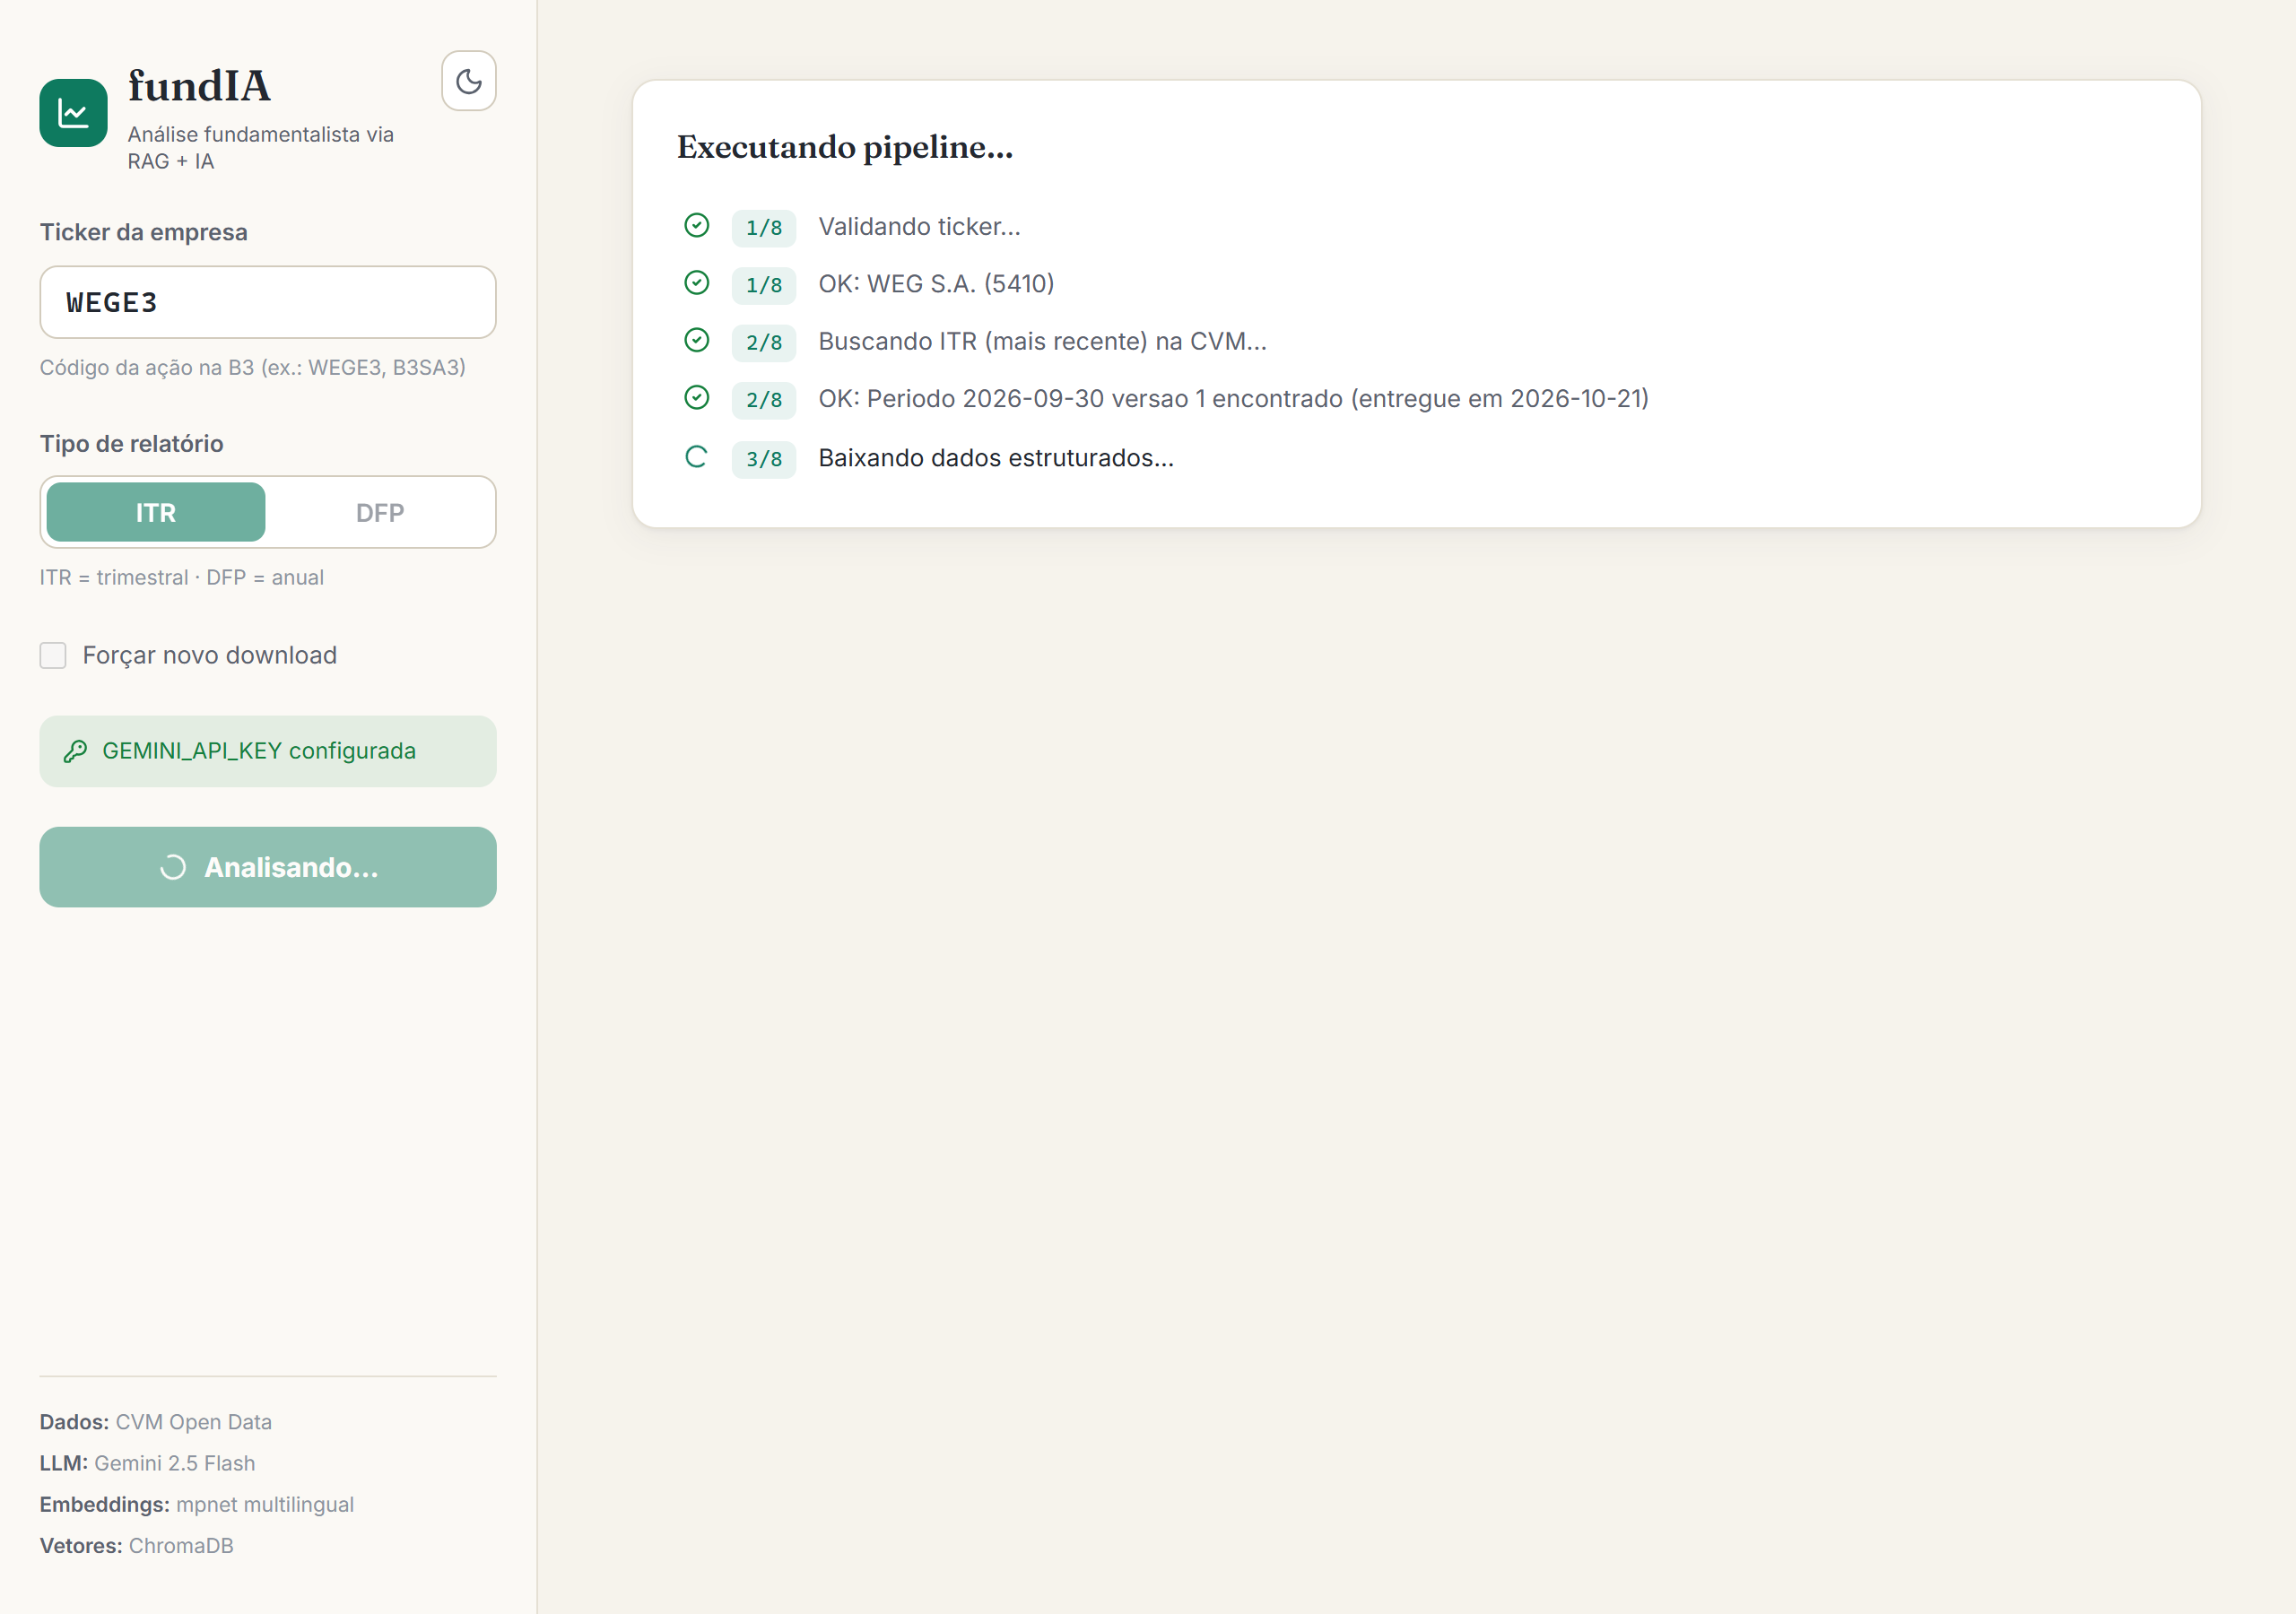 fundIA
Análise fundamentalista via
RAG + IA
Ticker da empresa
WEGE3
Código da ação na B3 (ex.: WEGE3, B3SA3)
Tipo de relatório
ITR
DFP
ITR = trimestral · DFP = anual
Forçar novo download
GEMINI_API_KEY configurada
Analisando...
Dados: CVM Open Data
LLM: Gemini 2.5 Flash
Embeddings: mpnet multilingual
Vetores: ChromaDB
Executando pipeline...
1/8 Validando ticker...
1/8 OK: WEG S.A. (5410)
2/8 Buscando ITR (mais recente) na CVM...
2/8 OK: Periodo 2026-09-30 versao 1 encontrado (entregue em 2026-10-21)
3/8 Baixando dados estruturados...